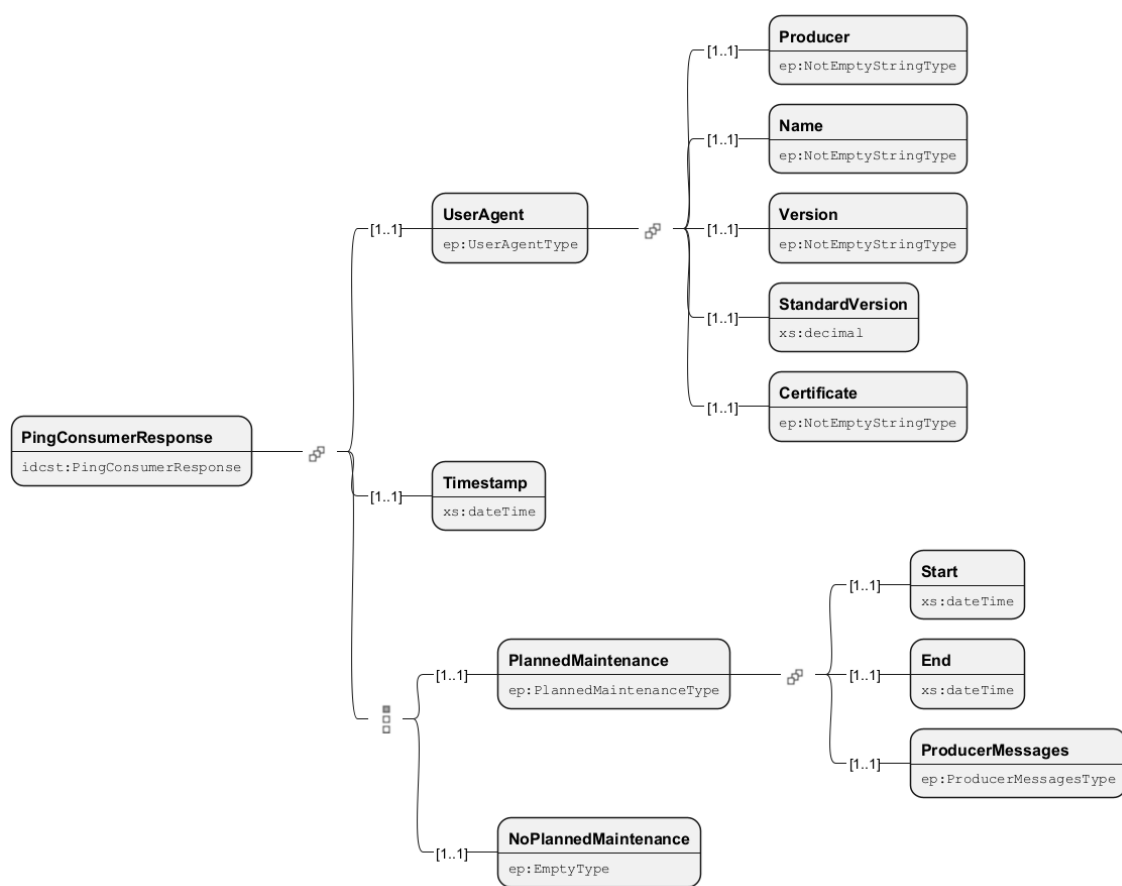 Producer
[1..1]
ep:NotEmptyStringType
Name
[1..1]
ep:NotEmptyStringType
UserAgent
[1..1]
ep:UserAgentType
Version
[1..1]
ep:NotEmptyStringType
StandardVersion
[1..1]
xs:decimal
Certificate
[1..1]
ep:NotEmptyStringType
PingConsumerResponse
idcst:PingConsumerResponse
Timestamp
[1..1]
xs:dateTime
Start
[1..1]
xs:dateTime
PlannedMaintenance
[1..1]
ep:PlannedMaintenanceType
End
[1..1]
xs:dateTime
ProducerMessages
[1..1]
ep:ProducerMessagesType
NoPlannedMaintenance
[1..1]
ep:EmptyType